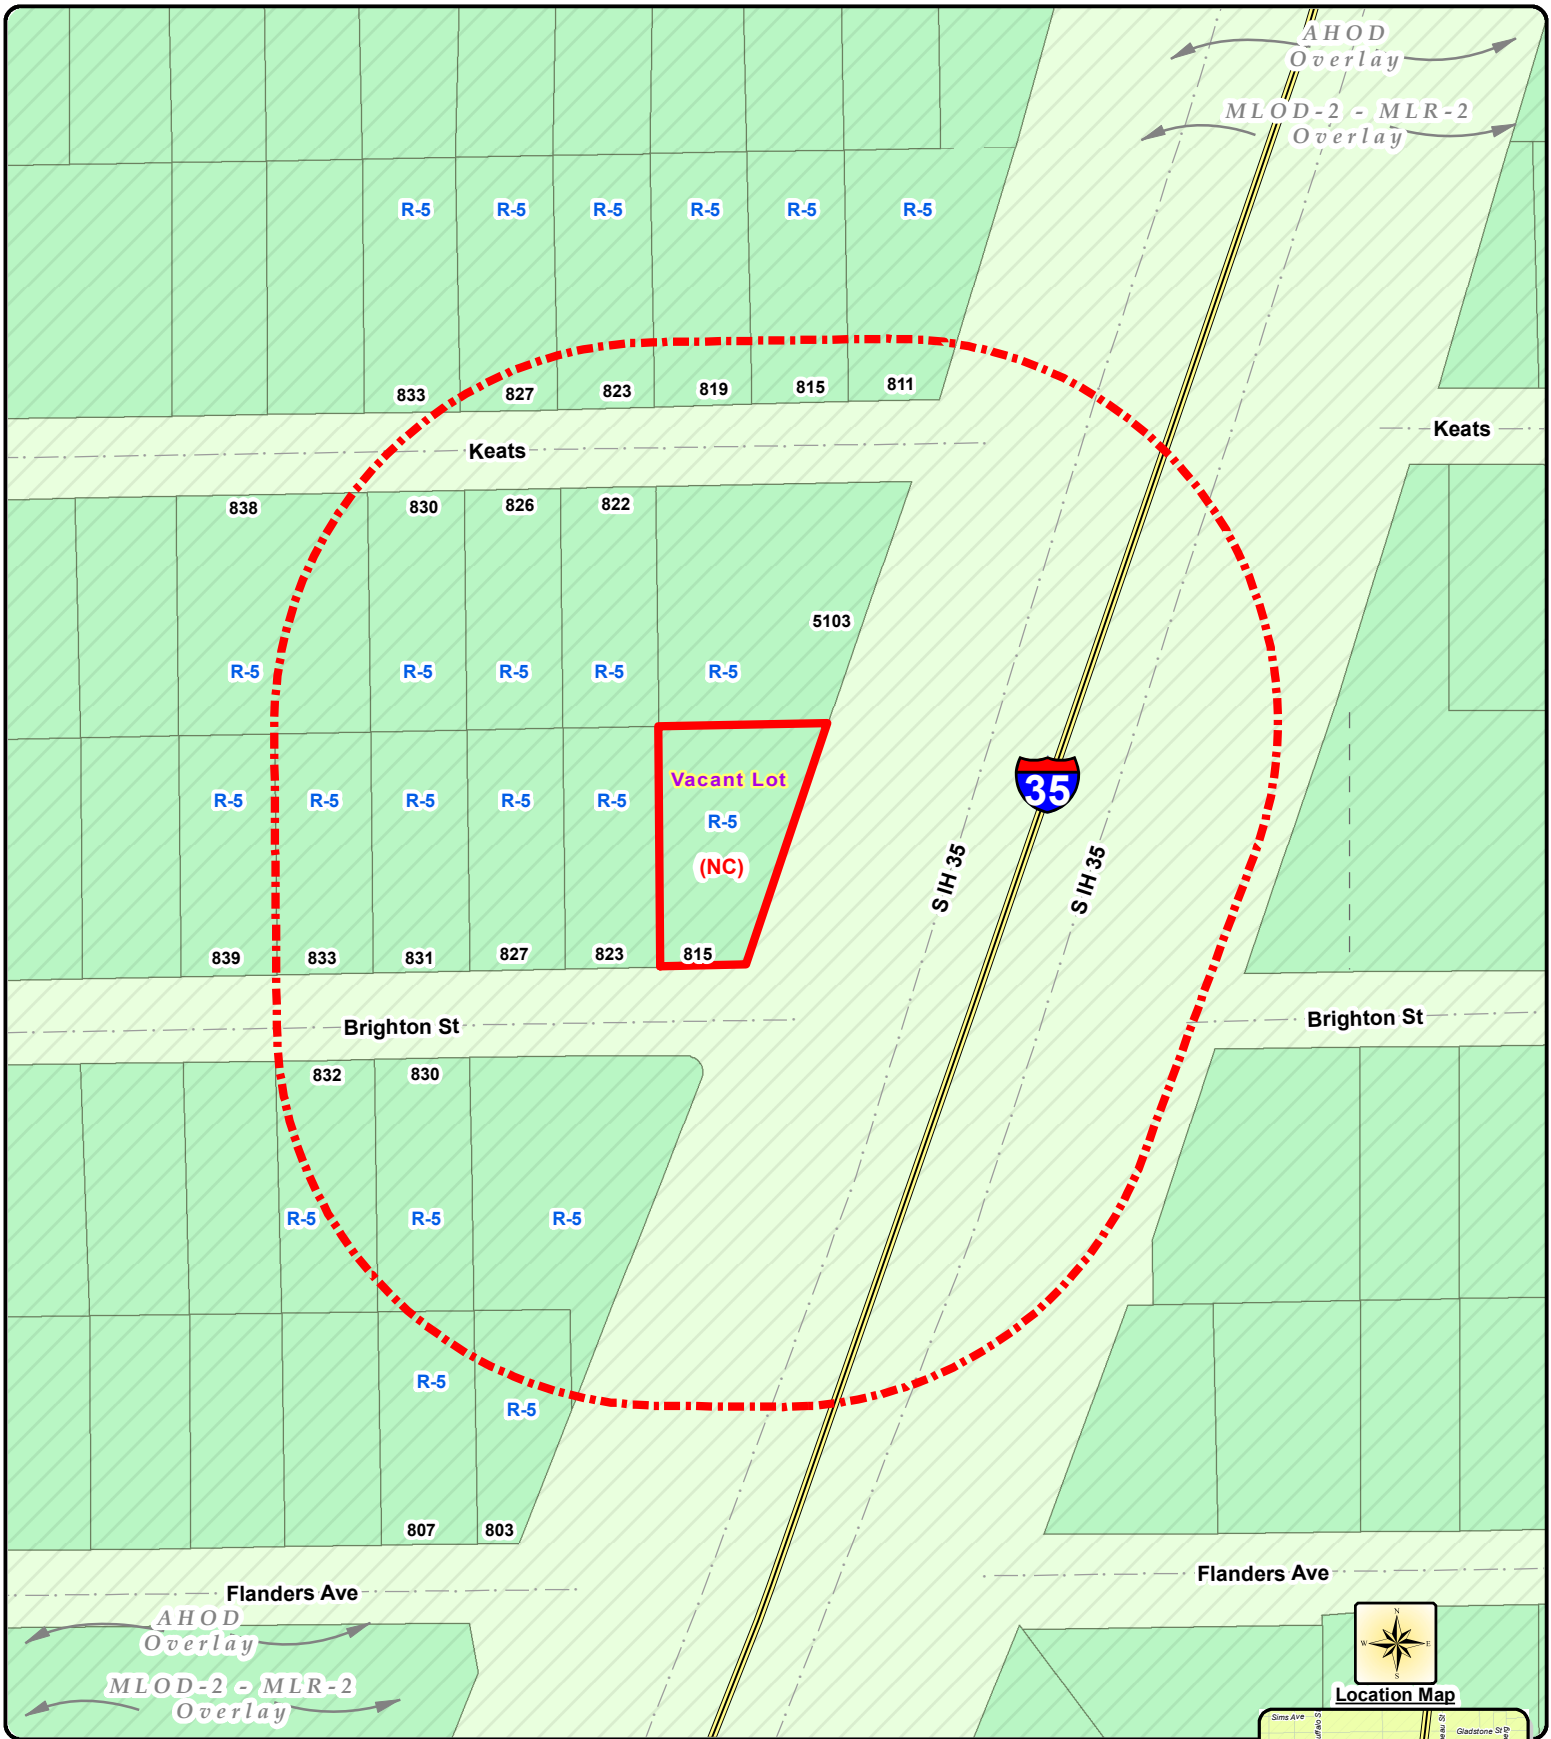 AHOD
Overlay
MLOD-2 - MLR-2
Overlay
R-5 R-5 R-5 R-5 R-5 R-5
833 827 823 819 815 811
Keats Keats
838 830 826 822
5103
R-5 R-5 R-5 R-5 R-5
Vacant Lot
35
R-5 R-5 R-5 R-5 R-5 R-5
(NC)
S IH 35 S IH 35
839 833 831 827 823 815
Brighton St Brighton St
832 830
R-5 R-5 R-5
R-5
R-5
807 803
Flanders Ave Flanders Ave
AHOD
Overlay
MLOD-2 - MLR-2
Overlay
N
W E
S
Location Map
Sims Ave
Gladstone St